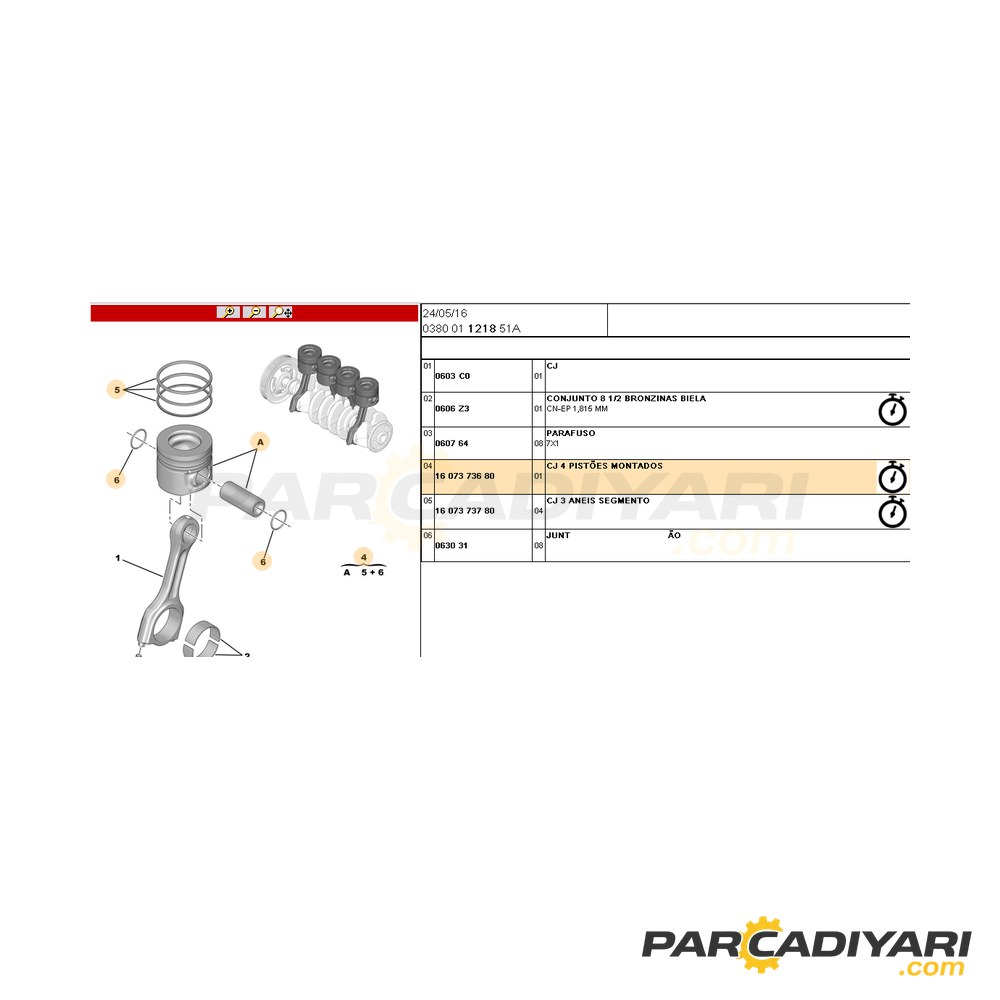 24/05/16
0380 01 1218 51A
01 0603 C0 01 CJ
02 0606 Z3 01 CONJUNTO 8 1/2 BRONZINAS BIELA
CN-EP 1,815 MM
03 0607 64 08 PARAFUSO
7X1
04 16 073 736 80 01 CJ 4 PISTÕES MONTADOS
05 16 073 737 80 04 CJ 3 ANEIS SEGMENTO
06 0630 31 08 JUNT ÃO
5
A
6
6
1
4
A 5 + 6
PARCADIYARI
.com
PARCADIYARI
.com